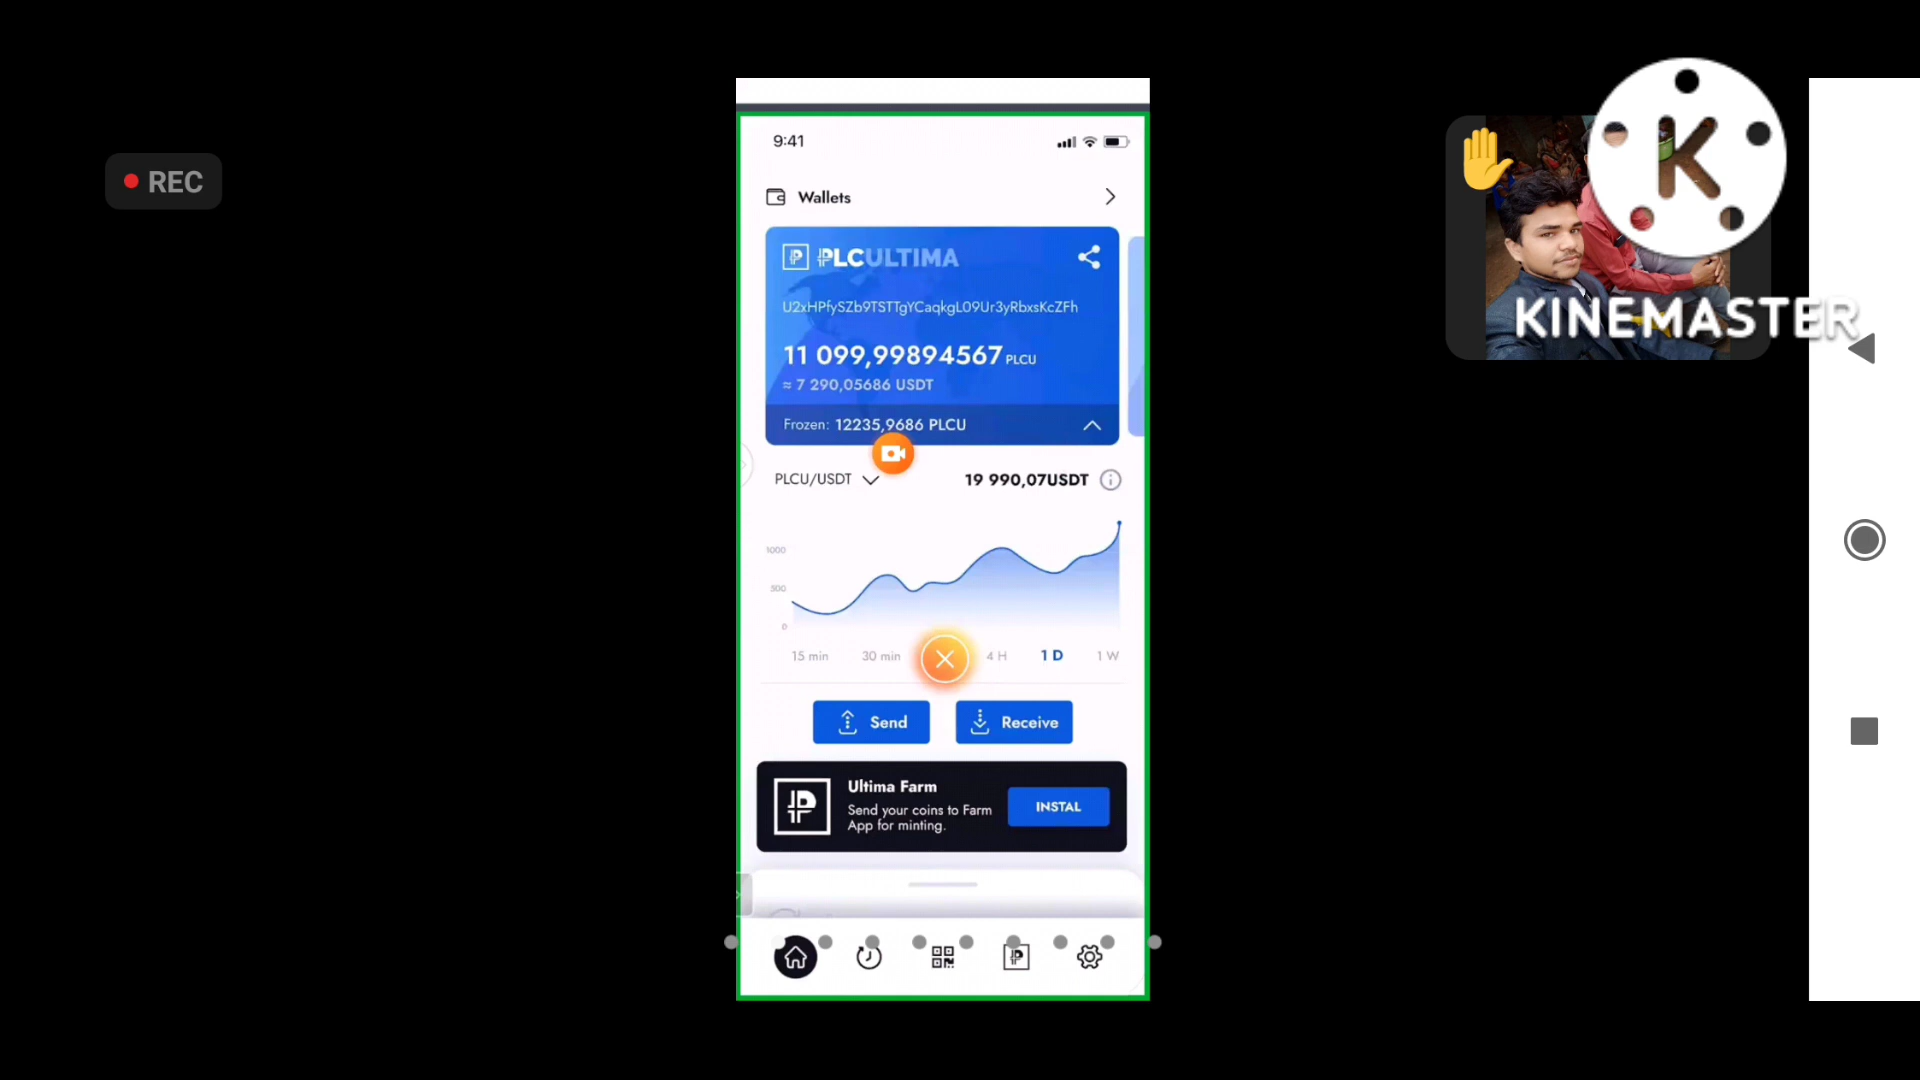 REC
9:41
Wallets
PLCULTIMA
U2xHPfySZb9TSTTgYCaqkgL09Ur3yRbxsKcZFh
11 099,99894567 PLCU
≈ 7 290,05686 USDT
Frozen: 12235,9686 PLCU
PLCU/USDT 19 990,07USDT
1000
500
0
15 min 30 min 4 H 1 D 1 W
Send Receive
Ultima Farm
Send your coins to Farm
App for minting.
INSTAL
K
KINEMASTER